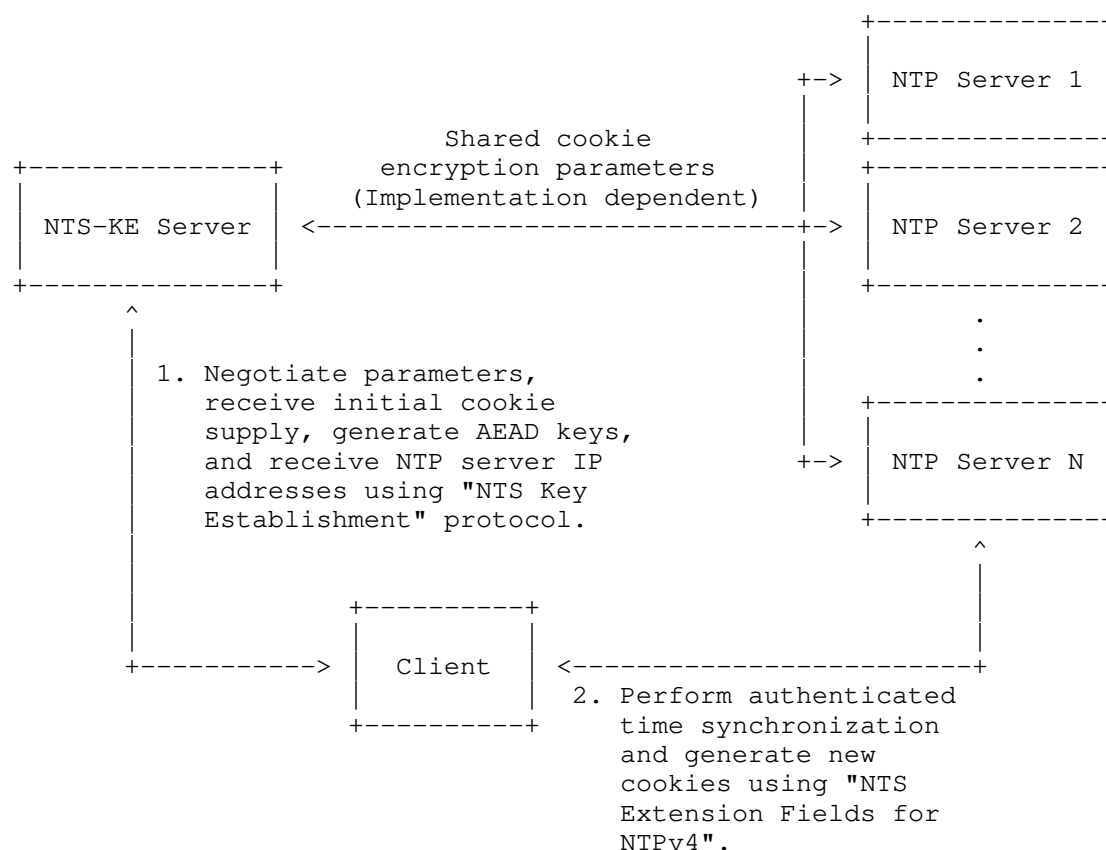 NTP Server 1
Shared cookie
encryption parameters
(Implementation dependent)
NTS-KE Server
NTP Server 2
.
.
.
1. Negotiate parameters,
receive initial cookie
supply, generate AEAD keys,
and receive NTP server IP
addresses using "NTS Key
Establishment" protocol.
NTP Server N
Client
2. Perform authenticated
time synchronization
and generate new
cookies using "NTS
Extension Fields for
NTPv4".